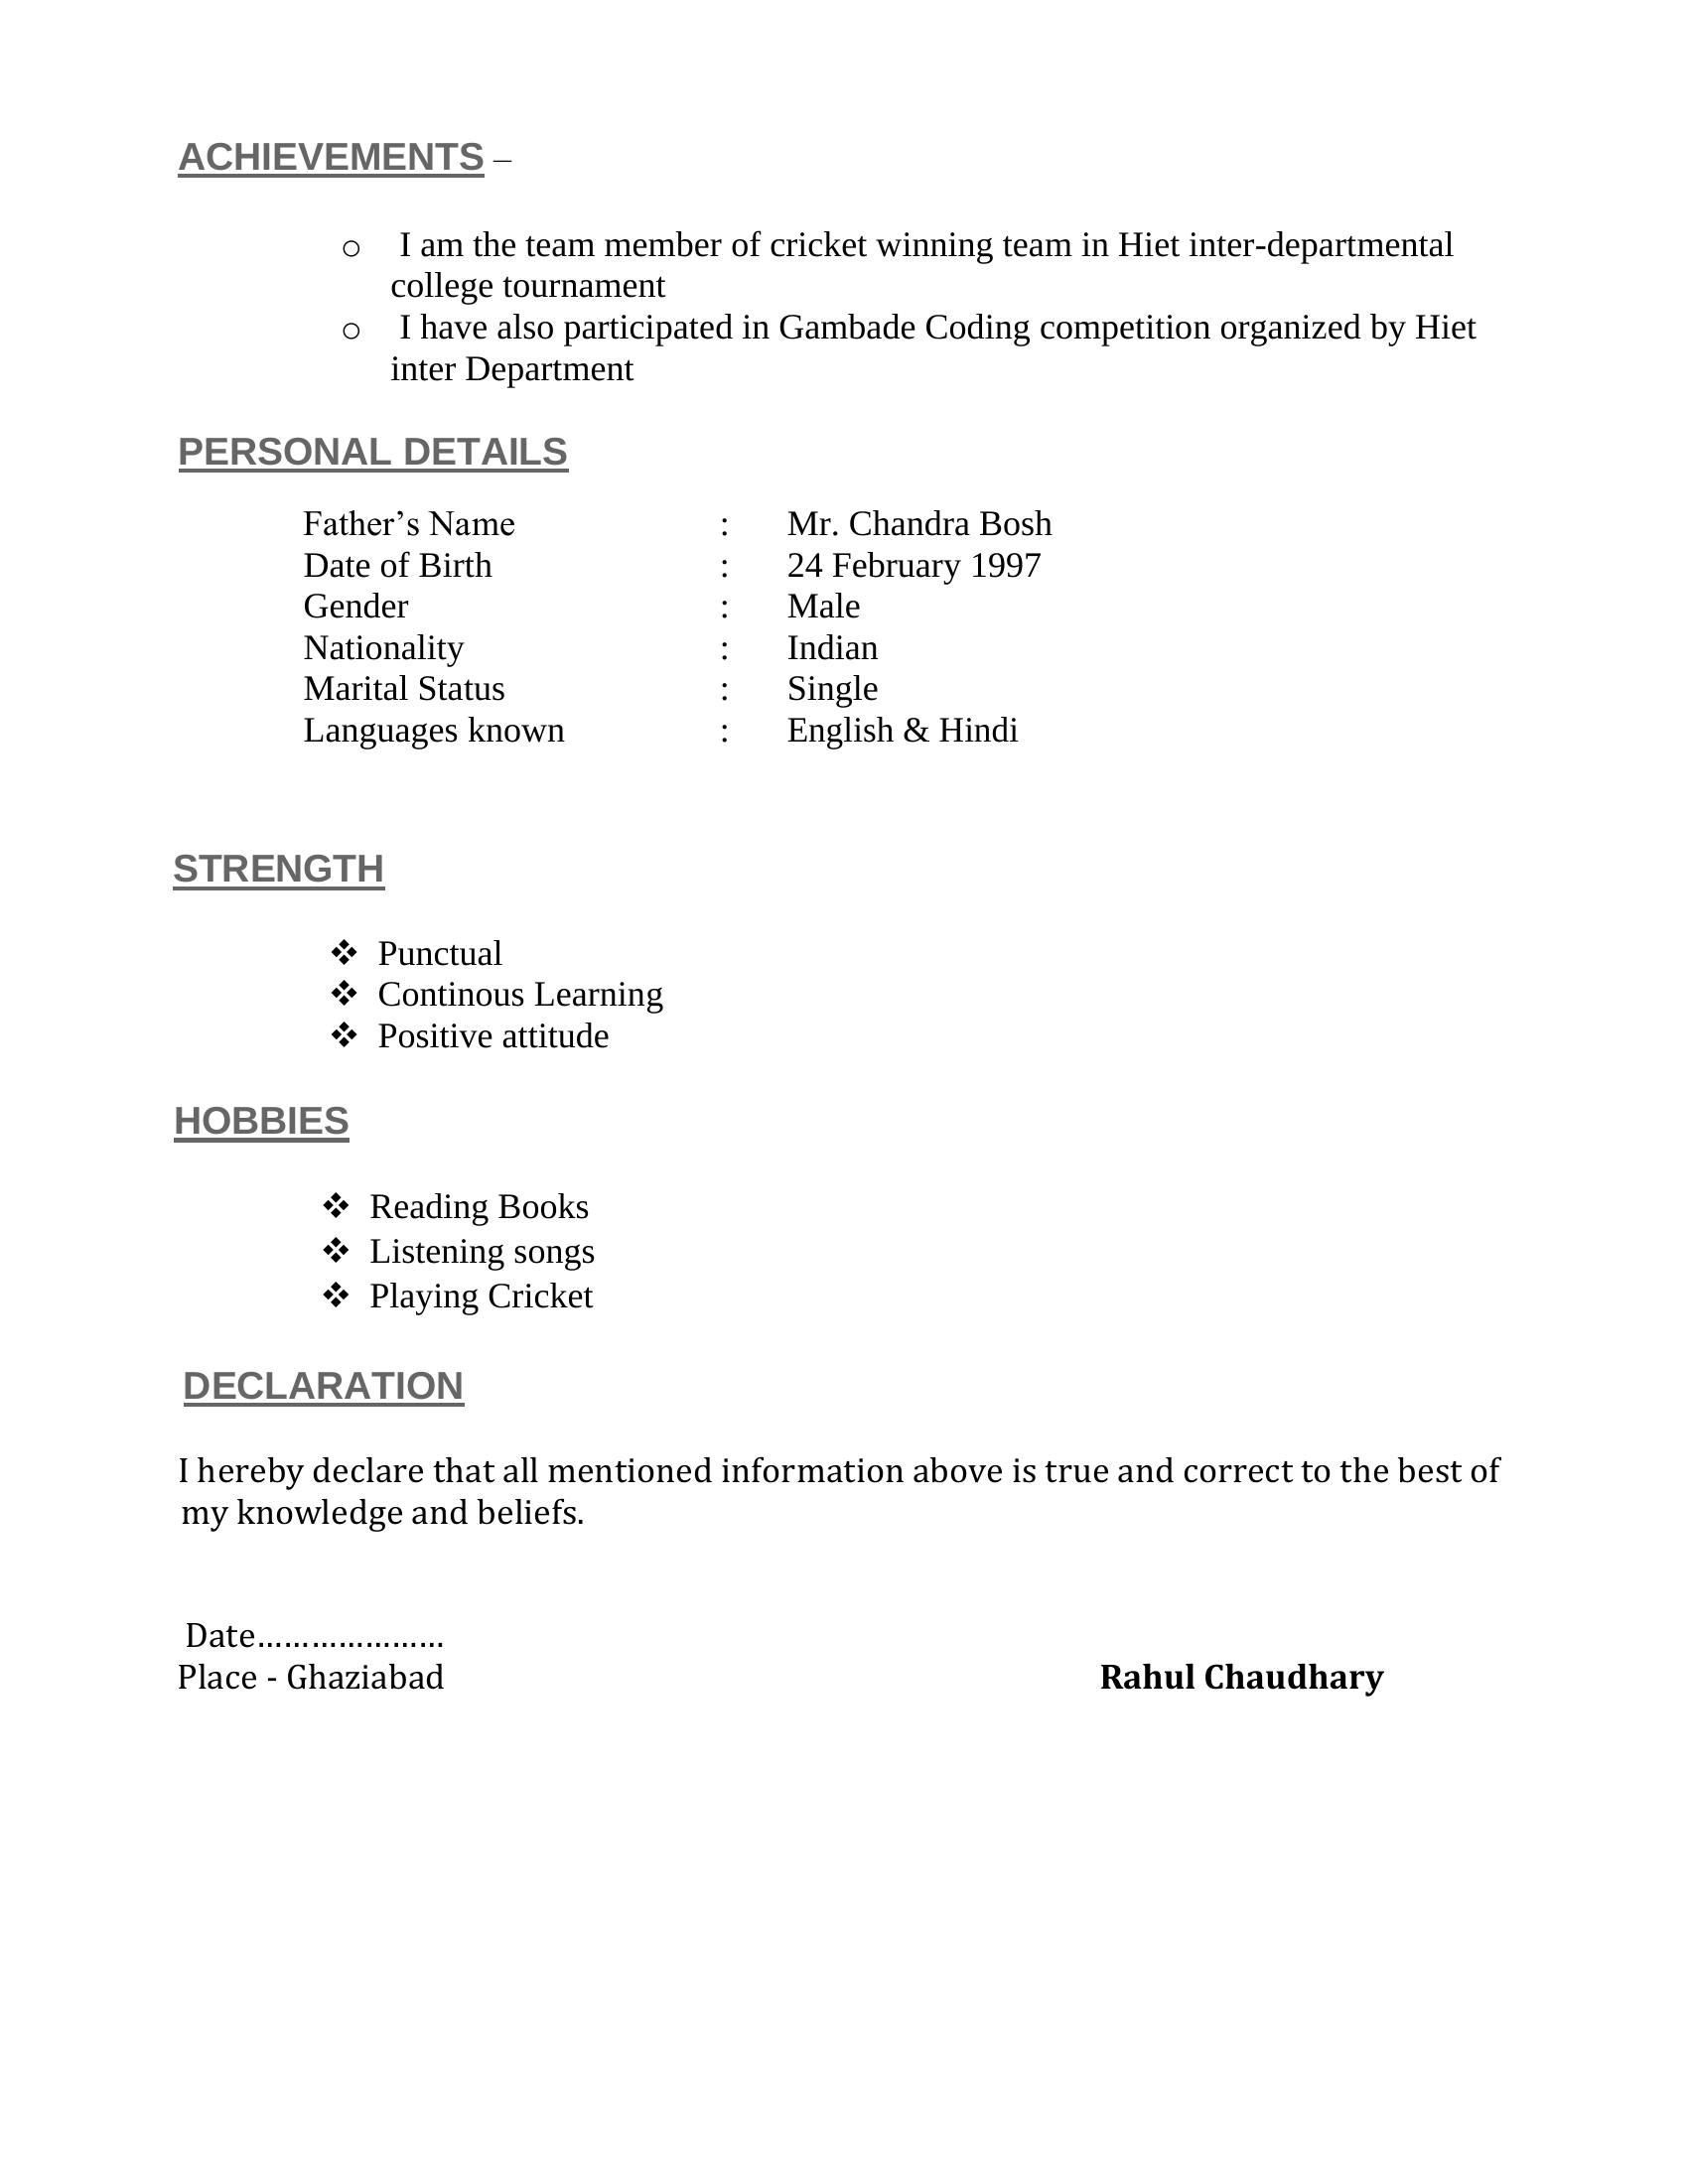 ACHIEVEMENTS –
o I am the team member of cricket winning team in Hiet inter-departmental
college tournament
o I have also participated in Gambade Coding competition organized by Hiet
inter Department
PERSONAL DETAILS
Father’s Name : Mr. Chandra Bosh
Date of Birth : 24 February 1997
Gender : Male
Nationality : Indian
Marital Status : Single
Languages known : English & Hindi
STRENGTH
❖ Punctual
❖ Continous Learning
❖ Positive attitude
HOBBIES
❖ Reading Books
❖ Listening songs
❖ Playing Cricket
DECLARATION
I hereby declare that all mentioned information above is true and correct to the best of
my knowledge and beliefs.
Date…………………
Place - Ghaziabad Rahul Chaudhary